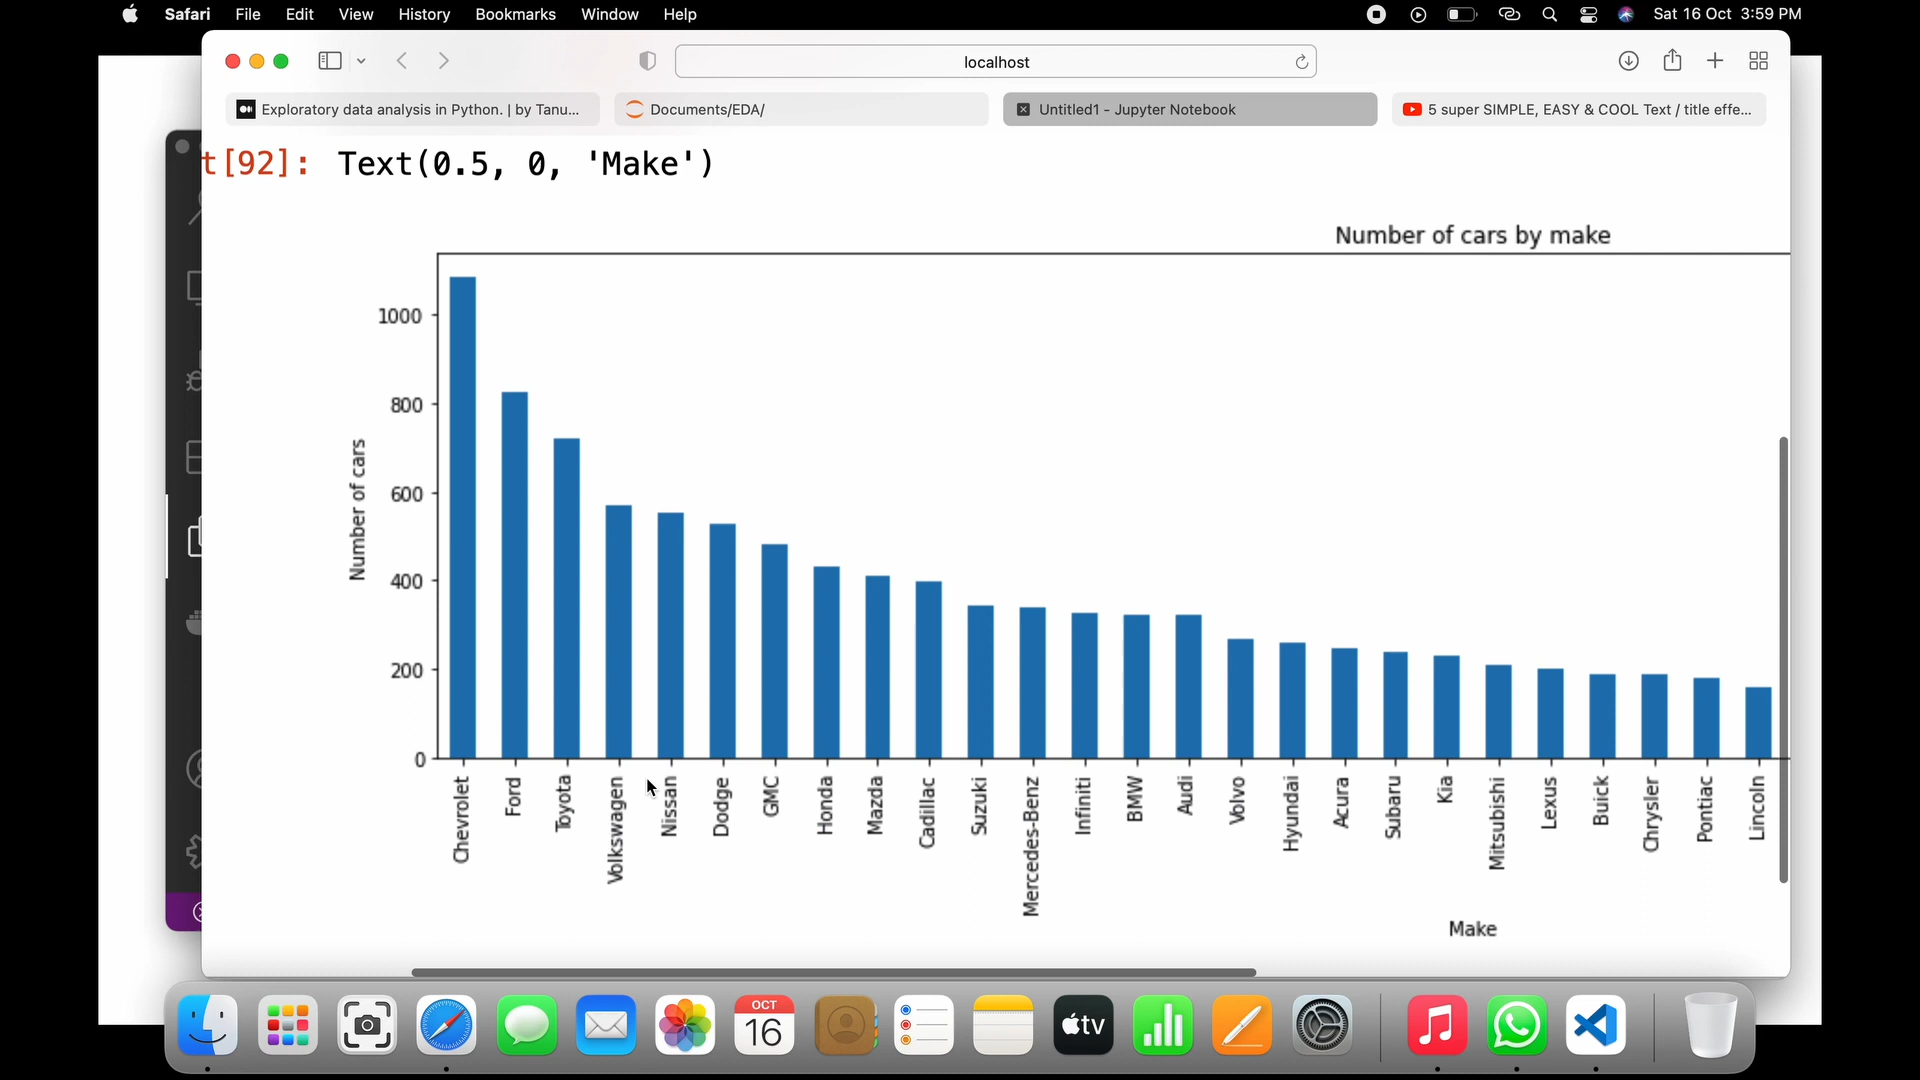 Safari File Edit View History Bookmarks Window Help Sat 16 Oct 3:59 PM
localhost
Exploratory data analysis in Python. | by Tanu... Documents/EDA/ Untitled1 - Jupyter Notebook 5 super SIMPLE, EASY & COOL Text / title effe...
t[92]: Text(0.5, 0, 'Make')
Number of cars by make
Number of cars
1000
800
600
400
200
0
Chevrolet
Ford
Toyota
Volkswagen
Nissan
Dodge
GMC
Honda
Mazda
Cadillac
Suzuki
Mercedes-Benz
Infiniti
BMW
Audi
Volvo
Hyundai
Acura
Subaru
Kia
Mitsubishi
Lexus
Buick
Chrysler
Pontiac
Lincoln
Make
OCT
16
tv